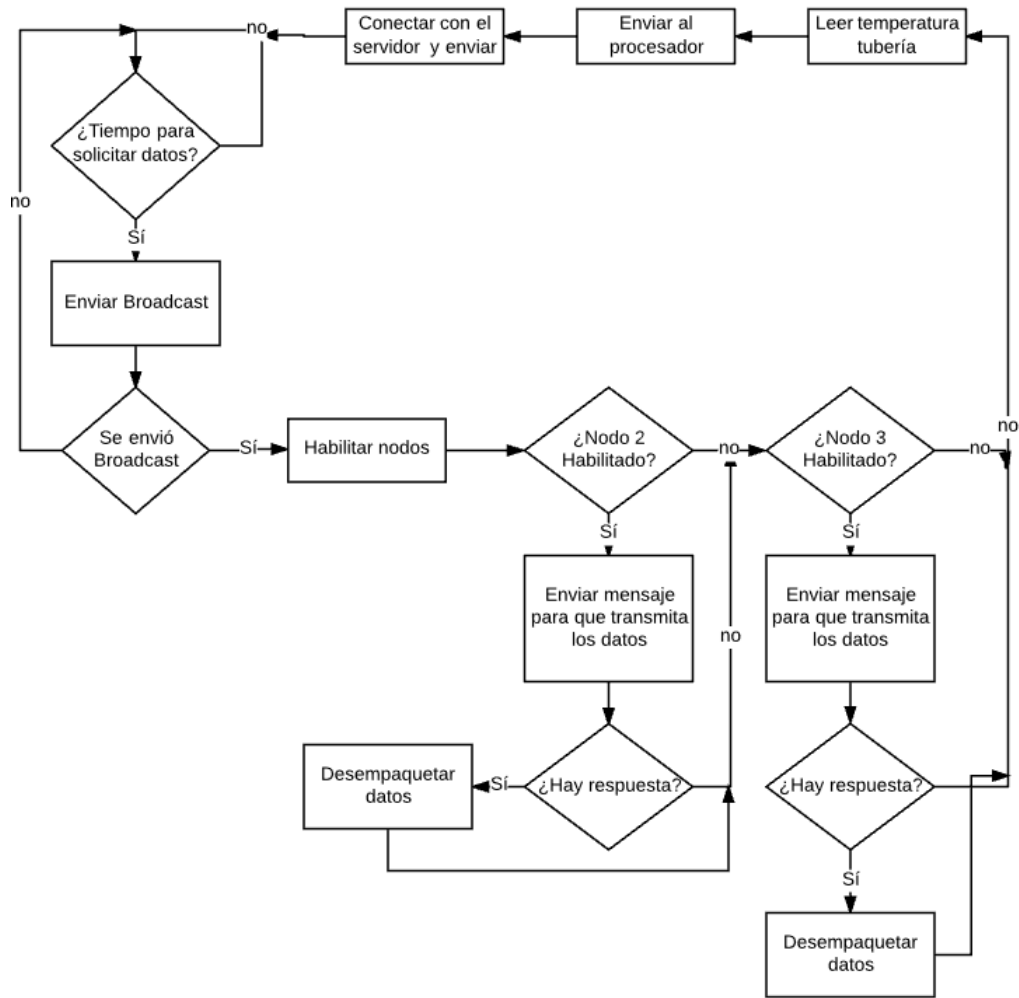 no
Conectar con el
servidor y enviar
Enviar al
procesador
Leer temperatura
tubería
¿Tiempo para
solicitar datos?
no
Sí
Enviar Broadcast
Se envió
Broadcast
Sí
Habilitar nodos
¿Nodo 2
Habilitado?
no
¿Nodo 3
Habilitado?
no
no
Sí
Sí
Enviar mensaje
para que transmita
los datos
no
Enviar mensaje
para que transmita
los datos
Desempaquetar
datos
Sí
¿Hay respuesta?
¿Hay respuesta?
Sí
Desempaquetar
datos